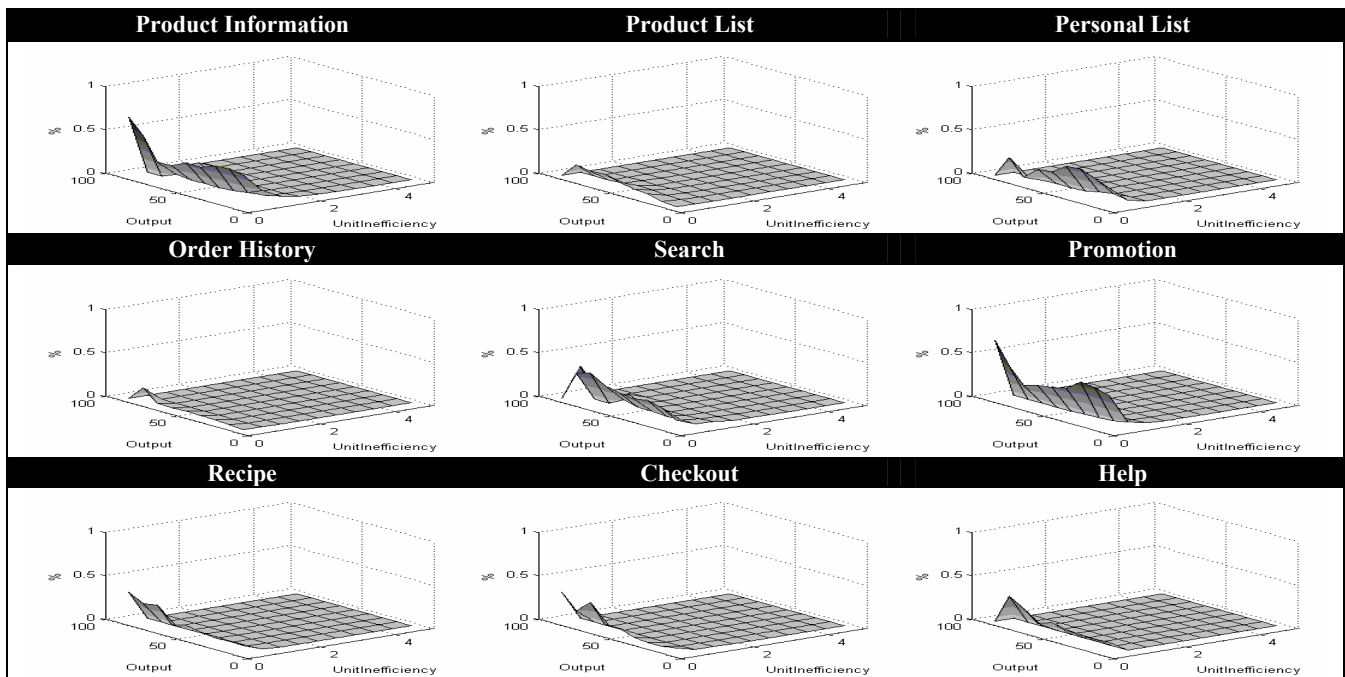 Product Information Product List Personal List
1 1 1
% 0.5 % 0.5 % 0.5
0 0 0
100 100 100
50 4 50 4 50 4
Output 2 Output 2 Output 2
0 0 UnitInefficiency 0 0 UnitInefficiency 0 0 UnitInefficiency
Order History Search Promotion
1 1 1
% 0.5 % 0.5 % 0.5
0 0 0
100 100 100
50 4 50 4 50 4
Output 2 Output 2 Output 2
0 0 UnitInefficiency 0 0 UnitInefficiency 0 0 UnitInefficiency
Recipe Checkout Help
1 1 1
% 0.5 % 0.5 % 0.5
0 0 0
100 100 100
50 4 50 4 50 4
Output 2 Output 2 Output 2
0 0 UnitInefficiency 0 0 UnitInefficiency 0 0 UnitInefficiency